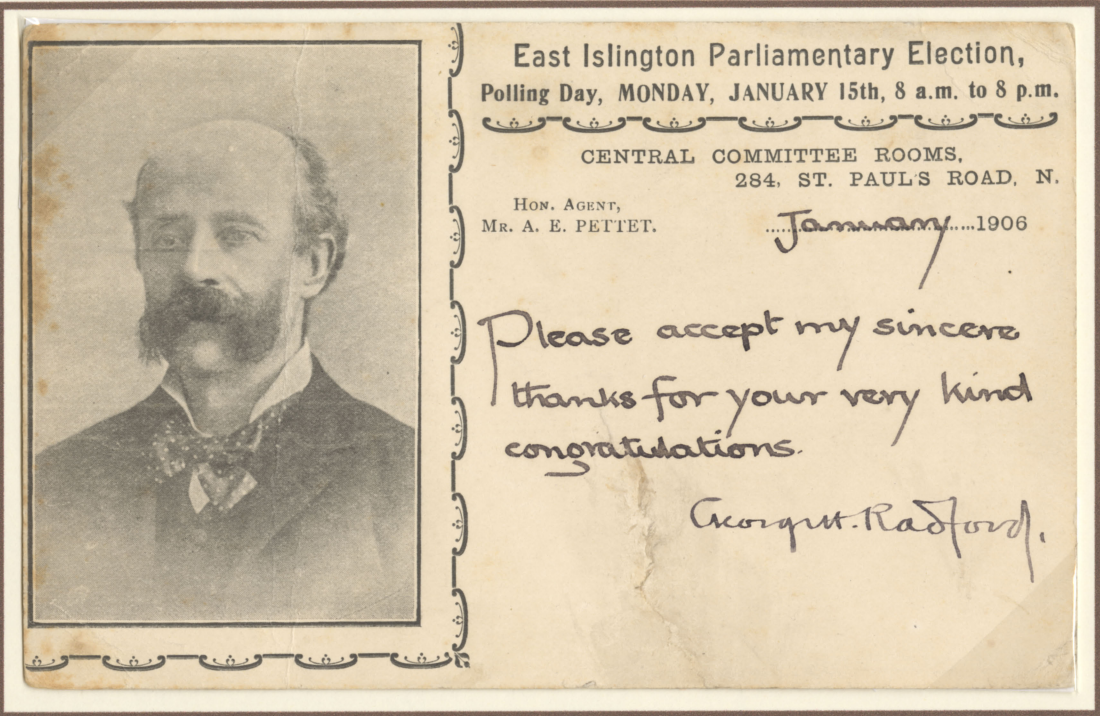 East Islington Parliamentary Election,
Polling Day, MONDAY, JANUARY 15th, 8 a.m. to 8 p.m.
CENTRAL COMMITTEE ROOMS,
284, ST. PAUL'S ROAD, N.
HON. AGENT,
MR. A. E. PETTET.
January 1906
Please accept my sincere
thanks for your very kind
congratulations.
George H. Radford.